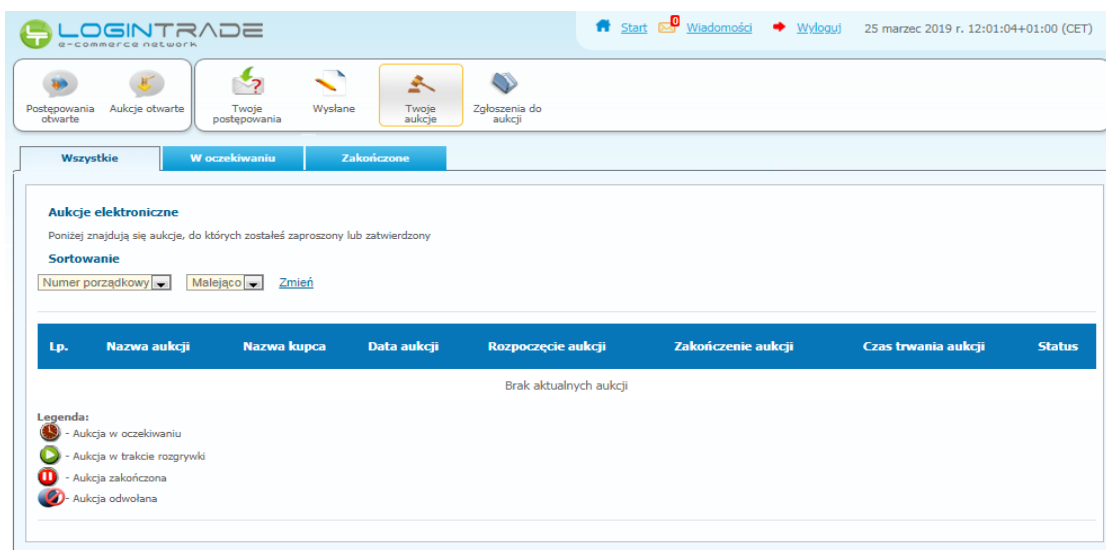 LOGINTRADE
e-commerce network
Start 0 Wiadomości Wyloguj 25 marzec 2019 r. 12:01:04+01:00 (CET)
Postępowania otwarte
Aukcje otwarte
Twoje postępowania
Wysłane
Twoje aukcje
Zgłoszenia do aukcji
Wszystkie W oczekiwaniu Zakończone
Aukcje elektroniczne
Poniżej znajdują się aukcje, do których zostałeś zaproszony lub zatwierdzony
Sortowanie
Numer porządkowy Malejąco Zmień
Lp. Nazwa aukcji Nazwa kupca Data aukcji Rozpoczęcie aukcji Zakończenie aukcji Czas trwania aukcji Status
Brak aktualnych aukcji
Legenda:
- Aukcja w oczekiwaniu
- Aukcja w trakcie rozgrywki
- Aukcja zakończona
- Aukcja odwołana